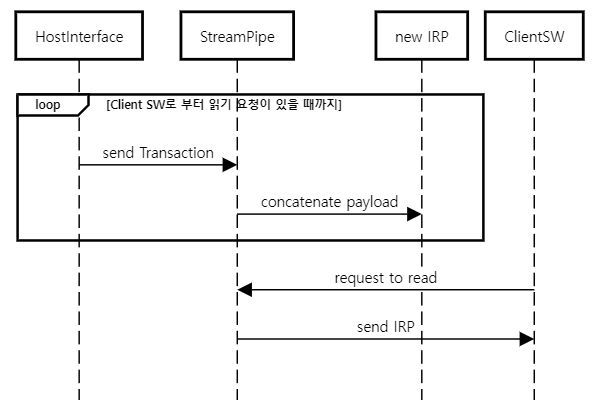 HostInterface StreamPipe new IRP ClientSW
loop [Client SW로 부터 읽기 요청이 있을 때까지]
send Transaction
concatenate payload
request to read
send IRP